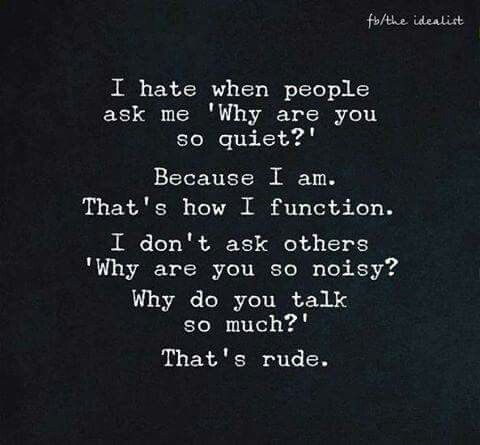 fb/the idealist
I hate when people
ask me 'Why are you
so quiet?'
Because I am.
That's how I function.
I don't ask others
'Why are you so noisy?
Why do you talk
so much?'
That's rude.